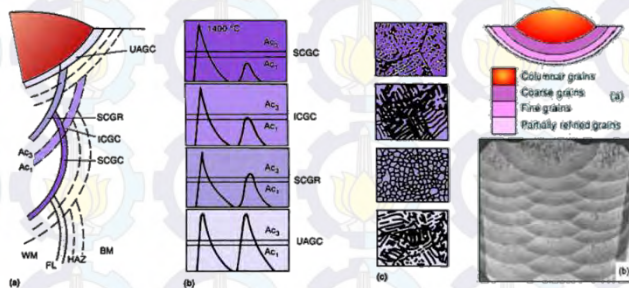 UAGC
SCGR
ICGC
SCGC
Ac3
Ac1
WM
FL
HAZ
BM
(a)
1400 °C
Ac3
Ac1
SCGC
Ac3
Ac1
ICGC
Ac3
Ac1
SCGR
Ac3
Ac1
UAGC
(b)
(c)
Columnar grains
Coarse grains
Fine grains
Partially refined grains
(a)
(b)